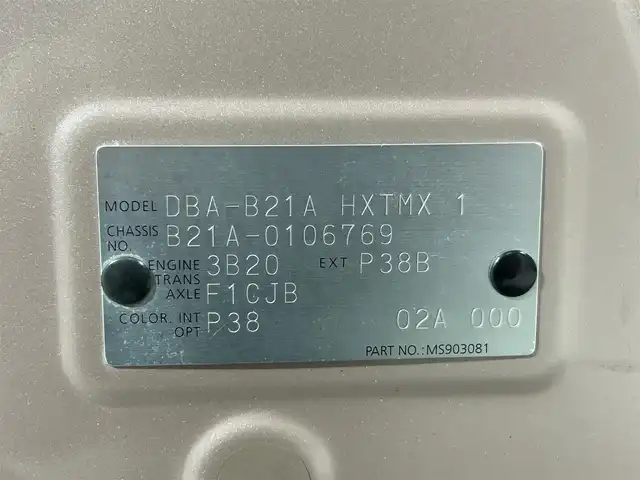 MODEL DBA-B21A HXTMX 1
CHASSIS NO. B21A-0106769
ENGINE 3B20 EXT P38B
TRANS AXLE F1CJB
COLOR. INT OPT P38 02A 000
PART NO.:MS903081